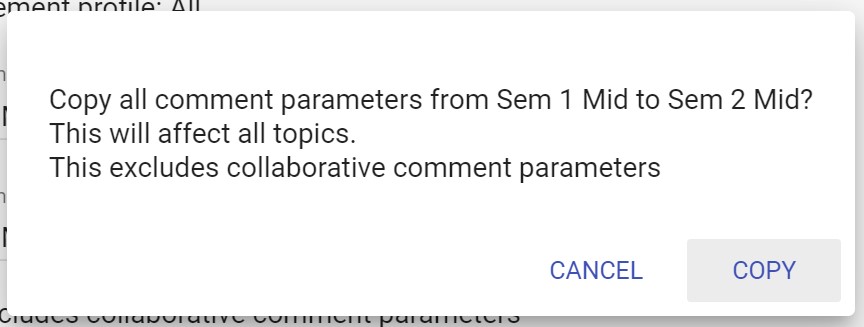 ement profile: All
Copy all comment parameters from Sem 1 Mid to Sem 2 Mid?
This will affect all topics.
This excludes collaborative comment parameters
CANCEL COPY
cludes collaborative comment parameters